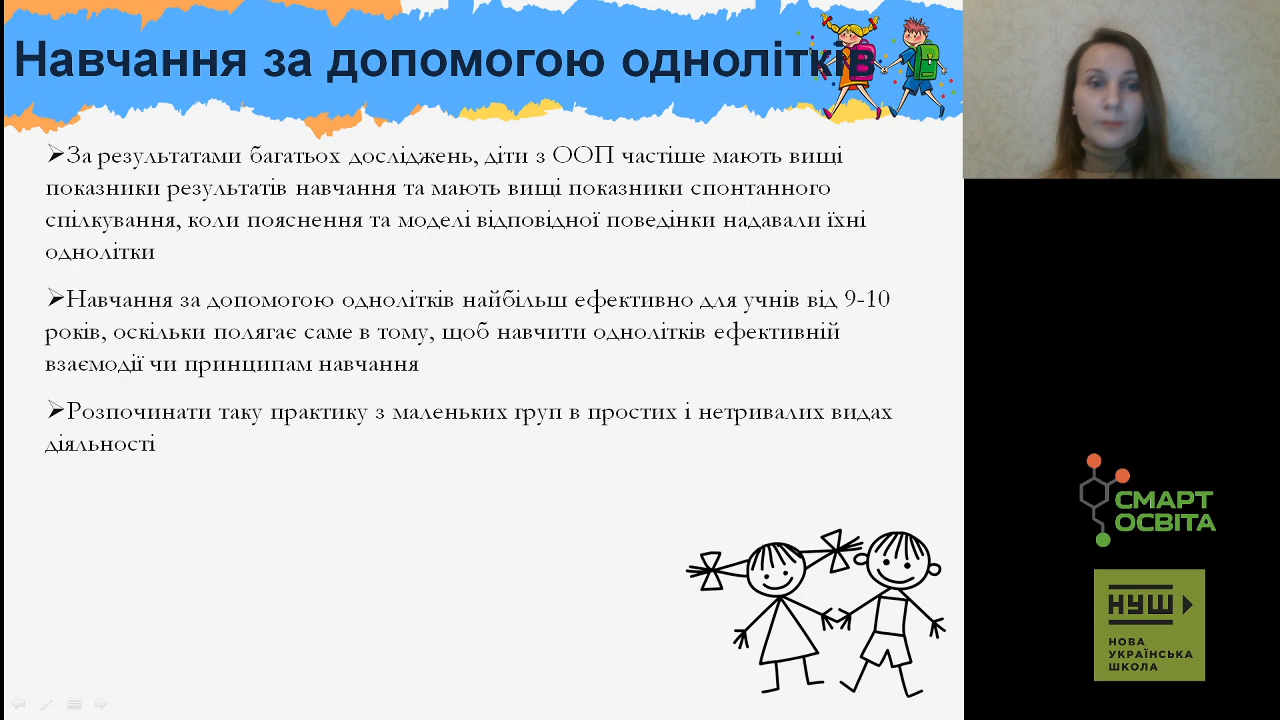 Навчання за допомогою однолітків
➢За результатами багатьох досліджень, діти з ООП частіше мають вищі
показники результатів навчання та мають вищі показники спонтанного
спілкування, коли пояснення та моделі відповідної поведінки надавали їхні
однолітки
➢Навчання за допомогою однолітків найбільш ефективно для учнів від 9-10
років, оскільки полягає саме в тому, щоб навчити однолітків ефективній
взаємодії чи принципам навчання
➢Розпочинати таку практику з маленьких груп в простих і нетривалих видах
діяльності
СМАРТ
ОСВІТА
НУШ
НОВА
УКРАЇНСЬКА
ШКОЛА